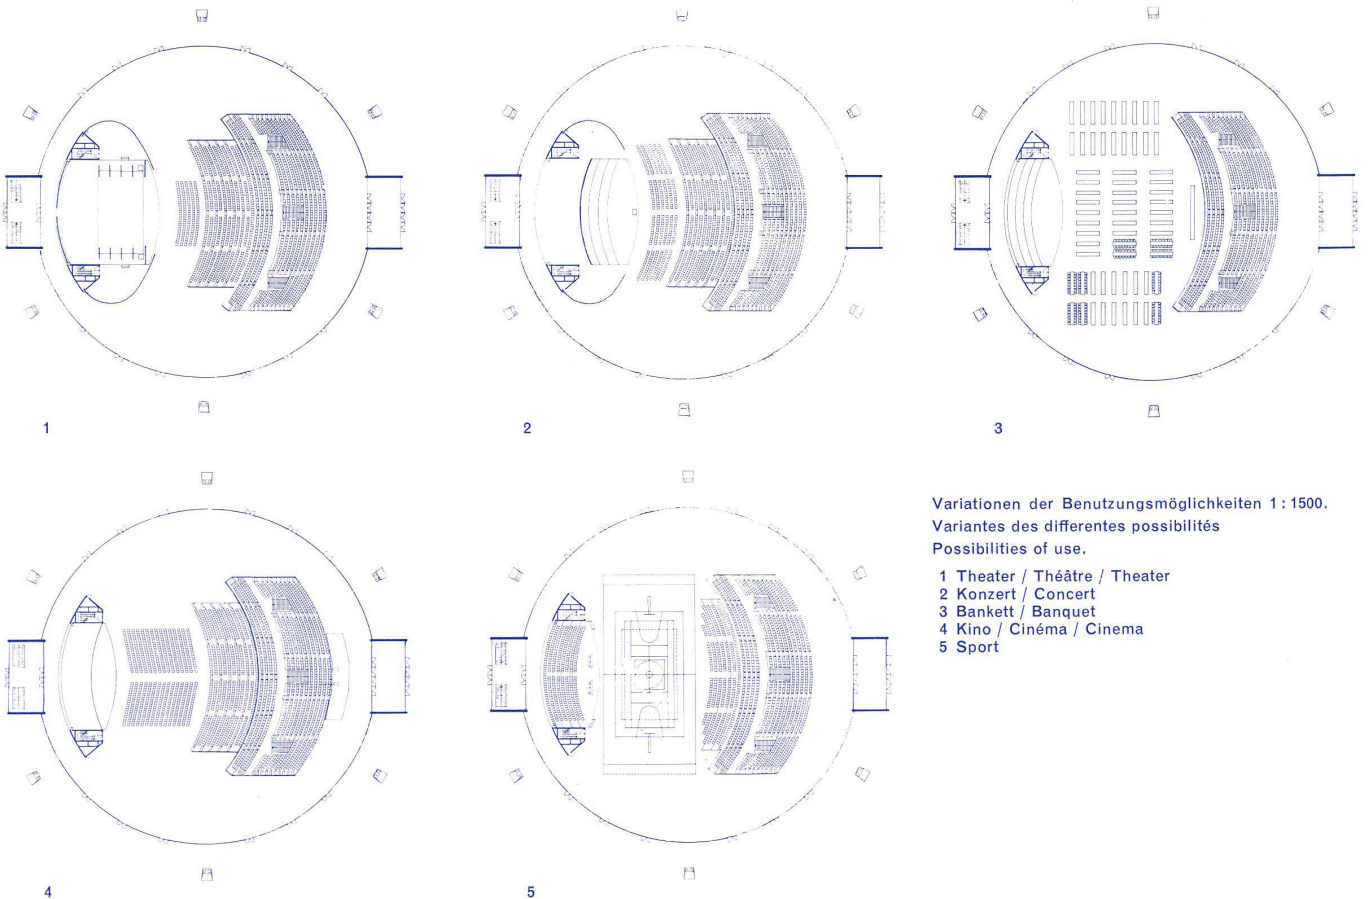 1
2
3
4
5
Variationen der Benutzungsmöglichkeiten 1 : 1500.
Variantes des differentes possibilités
Possibilities of use.
1 Theater / Théâtre / Theater
2 Konzert / Concert
3 Bankett / Banquet
4 Kino / Cinéma / Cinema
5 Sport